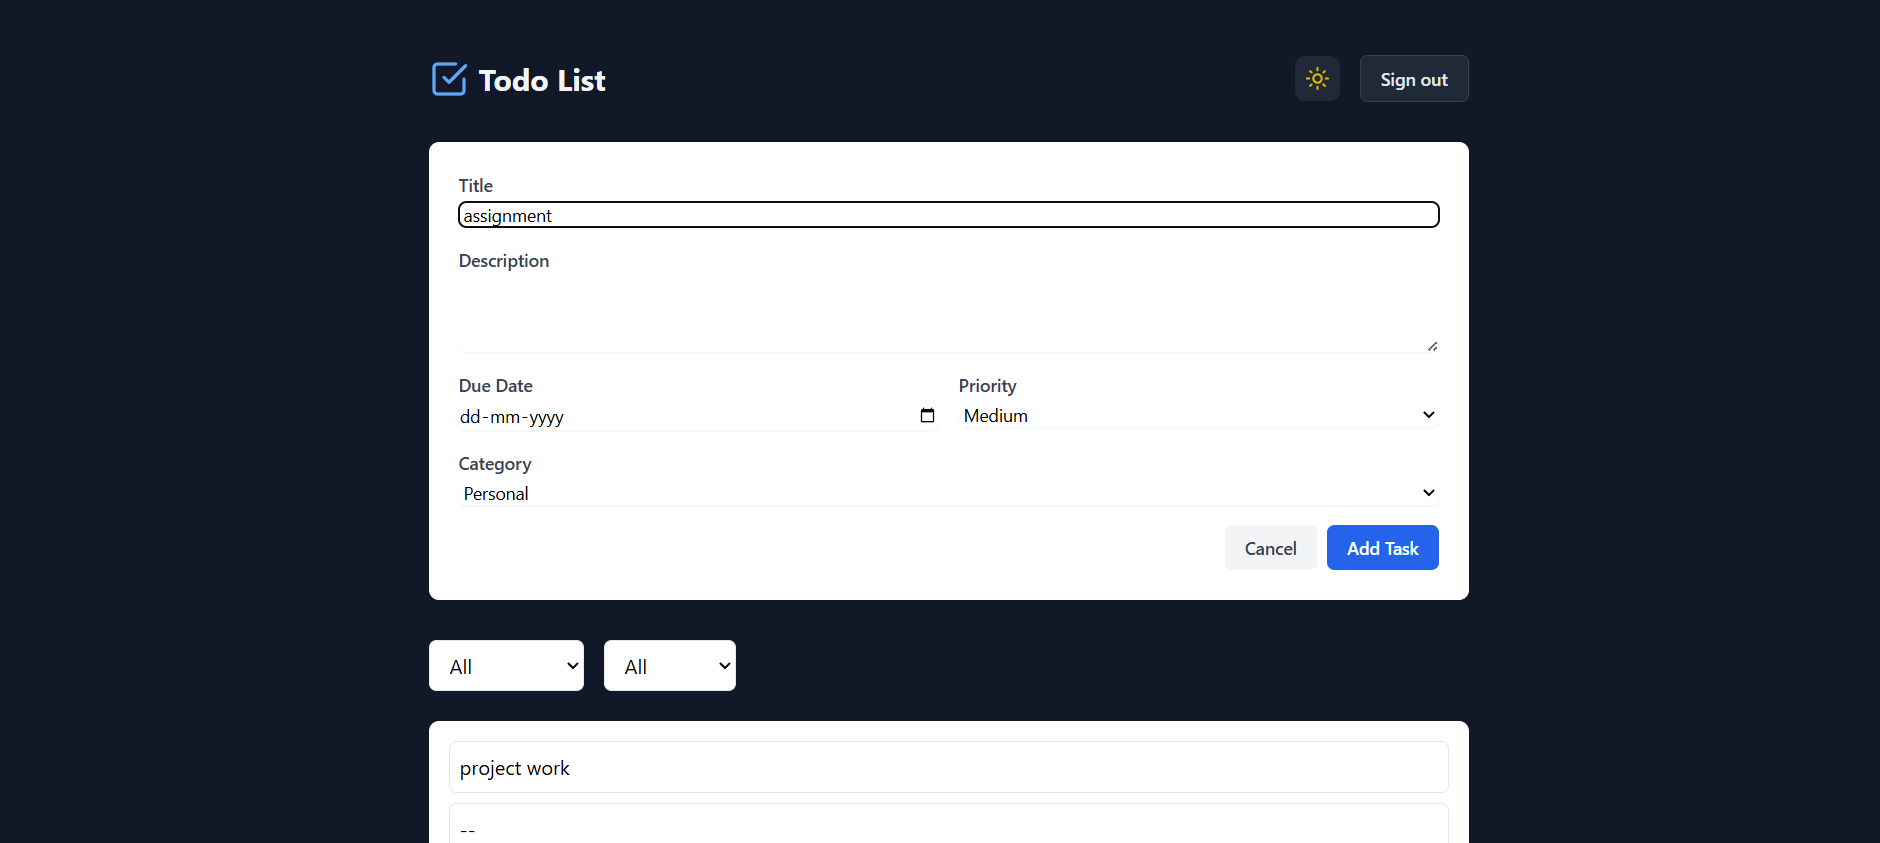 Todo List
Sign out
Title
assignment
Description
Due Date
Priority
dd-mm-yyyy
Medium
Category
Personal
Cancel
Add Task
All
All
project work
--